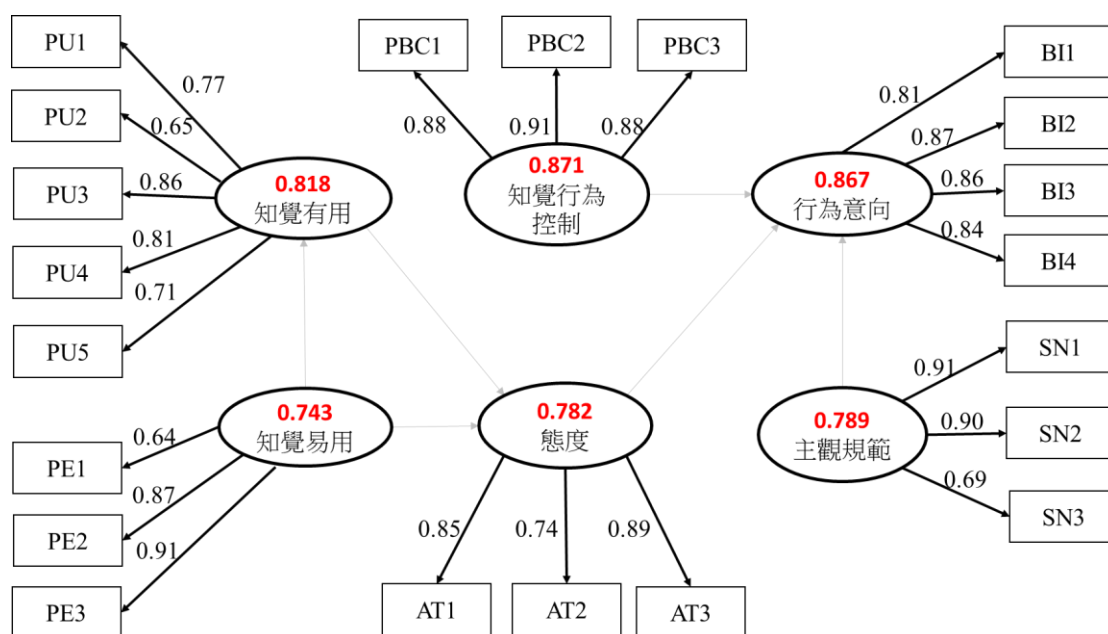 PU1
PU2
PU3
PU4
PU5
0.77
0.65
0.86
0.81
0.71
0.818
知覺有用
PBC1
PBC2
PBC3
0.88
0.91
0.88
0.871
知覺行為
控制
BI1
BI2
BI3
BI4
0.81
0.87
0.86
0.84
0.867
行為意向
PE1
PE2
PE3
0.64
0.87
0.91
0.743
知覺易用
0.782
態度
0.85
0.74
0.89
AT1
AT2
AT3
0.789
主觀規範
0.91
0.90
0.69
SN1
SN2
SN3